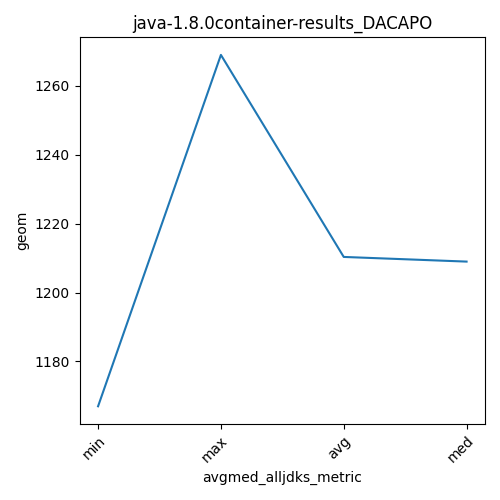 java-1.8.0container-results_DACAPO
geom
1260
1240
1220
1200
1180
min
max
avg
med
avgmed_alljdks_metric